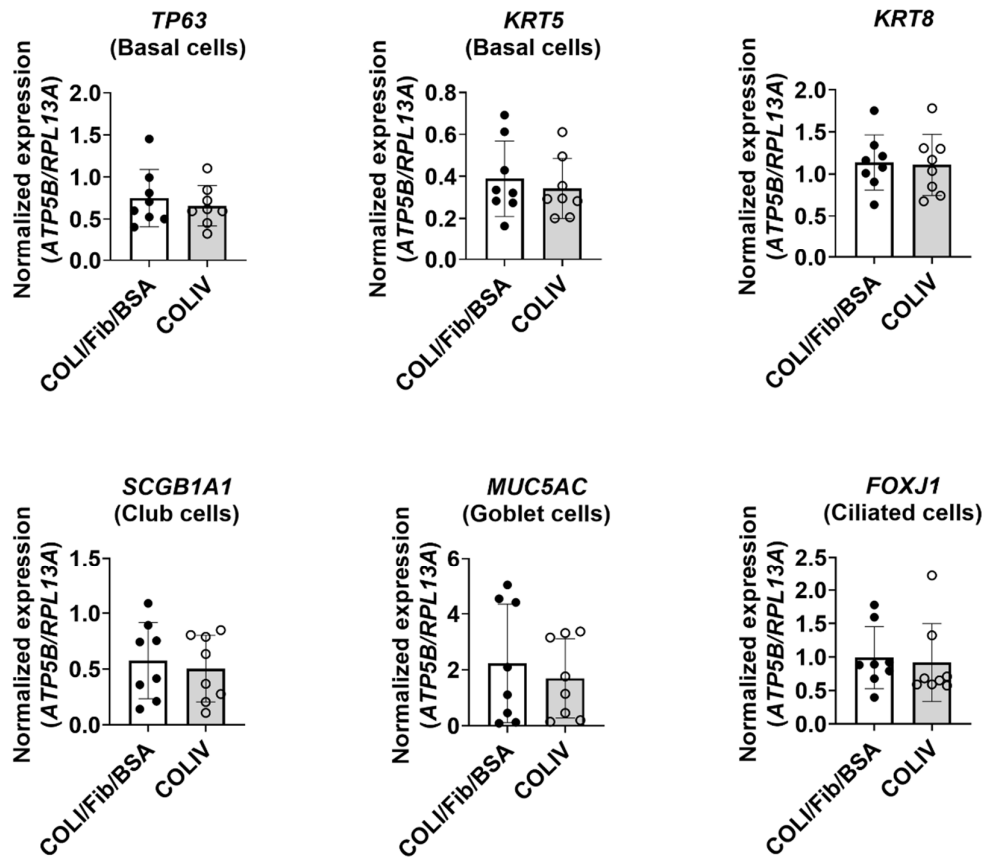 TP63
(Basal cells)
Normalized expression
(ATP5B/RPL13A)
2.0
1.5
1.0
0.5
0.0
COLI/Fib/BSA
COLIV
KRT5
(Basal cells)
Normalized expression
(ATP5B/RPL13A)
0.8
0.6
0.4
0.2
0.0
COLI/Fib/BSA
COLIV
KRT8
Normalized expression
(ATP5B/RPL13A)
2.0
1.5
1.0
0.5
0.0
COLI/Fib/BSA
COLIV
SCGB1A1
(Club cells)
Normalized expression
(ATP5B/RPL13A)
1.5
1.0
0.5
0.0
COLI/Fib/BSA
COLIV
MUC5AC
(Goblet cells)
Normalized expression
(ATP5B/RPL13A)
6
4
2
0
COLI/Fib/BSA
COLIV
FOXJ1
(Ciliated cells)
Normalized expression
(ATP5B/RPL13A)
2.5
2.0
1.5
1.0
0.5
0.0
COLI/Fib/BSA
COLIV